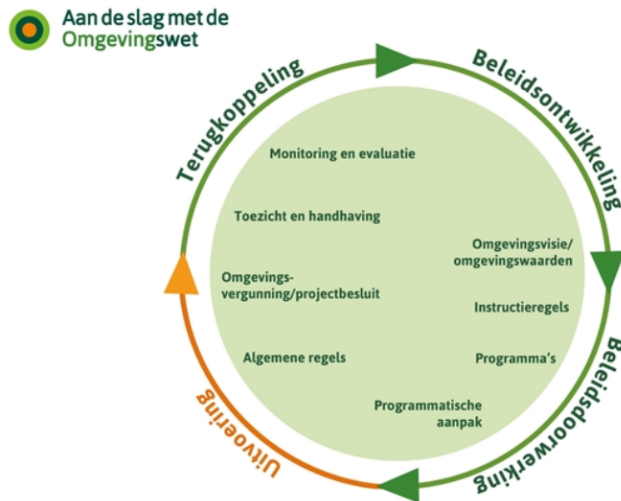 Aan de slag met de
Omgevingswet
Terugkoppeling
Beleidsontwikkeling
Monitoring en evaluatie
Toezicht en handhaving
Omgevingsvisie/
omgevingswaarden
Omgevings-
vergunning/projectbesluit
Instructieregels
Algemene regels
Programma's
Programmatische
aanpak
Uitvoering
Beleidsdoorwerking